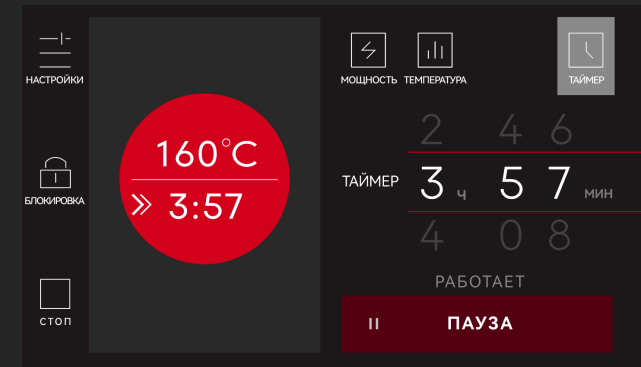 НАСТРОЙКИ
БЛОКИРОВКА
СТОП
160°C
3:57
МОЩНОСТЬ ТЕМПЕРАТУРА ТАЙМЕР
2 4 6
ТАЙМЕР 3 ч 5 7 мин
4 0 8
РАБОТАЕТ
ПАУЗА